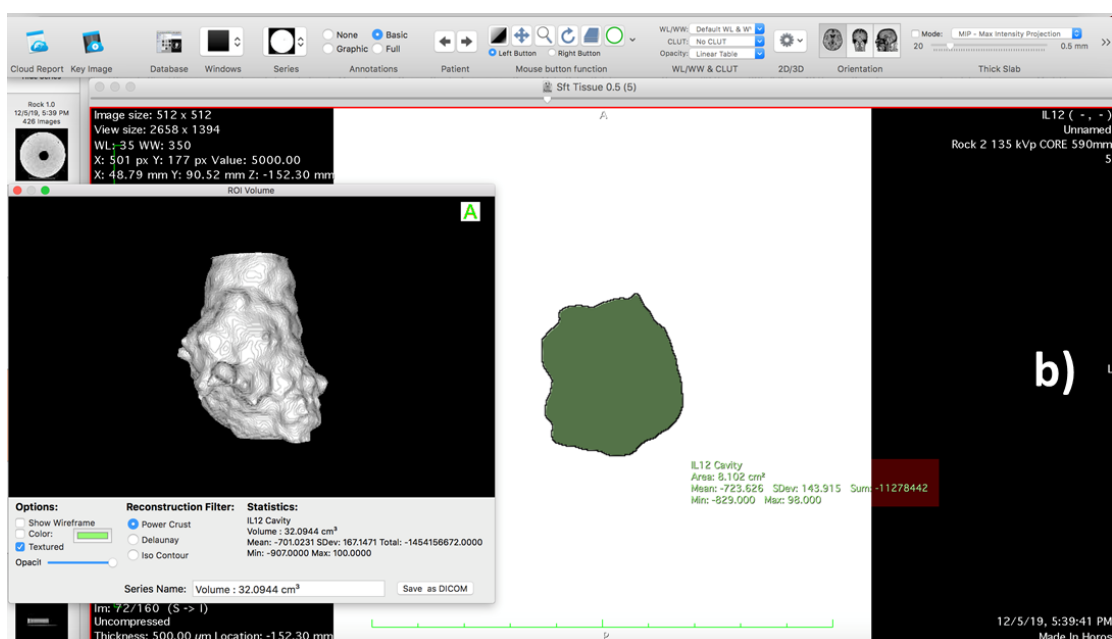 None Basic
Graphic Full
WL/WW: Default WL & W
CLUT: No CLUT
Opacity: Linear Table
Mode: MIP - Max Intensity Projection
20 0.5 mm
Left Button Right Button
Cloud Report Key Image Database Windows Series Annotations Patient Mouse button function WL/WW & CLUT 2D/3D Orientation Thick Slab
Sft Tissue 0.5 (5)
Rock 1.0
12/5/19, 5:39 PM
426 images
Image size: 512 x 512
View size: 2658 x 1394
WL: 35 WW: 350
X: 501 px Y: 177 px Value: 5000.00
X: 48.79 mm Y: 90.52 mm Z: -152.30 mm
A
IL12 ( -, -)
Unnamed
Rock 2 135 kVp CORE 590mm
5
ROI Volume
A
b)
L
IL12 Cavity
Area: 8.102 cm²
Mean: -723.626 SDev: 143.915 Sum: -11278442
Min: -829.000 Max: 98.000
Options:
Show Wireframe
Color:
Textured
Opacit
Reconstruction Filter:
Power Crust
Delaunay
Iso Contour
Statistics:
IL12 Cavity
Volume : 32.0944 cm³
Mean: -701.0231 SDev: 167.1471 Total: -1454156672.0000
Min: -907.0000 Max: 100.0000
Series Name: Volume : 32.0944 cm³ Save as DICOM
Im: 72/160 (S -> I)
Uncompressed
Thickness: 500.00 µm Location: -152.30 mm
P
12/5/19, 5:39:41 PM
Made In Horos